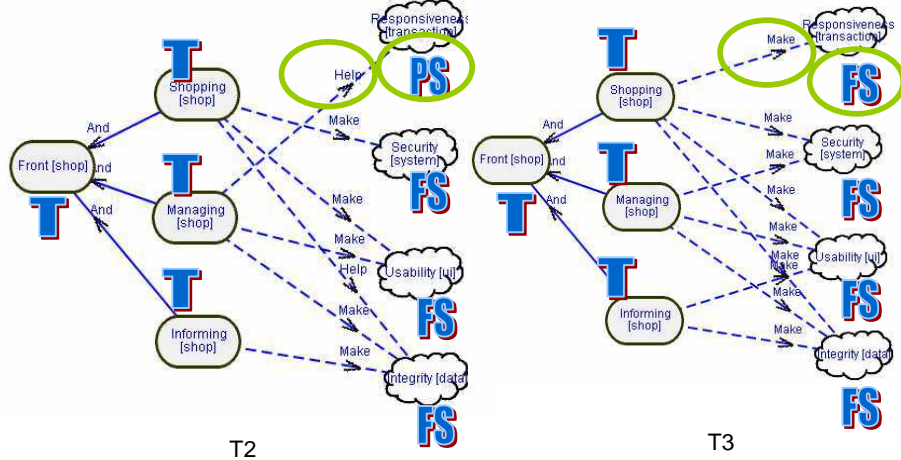 Responsiveness
[transaction]
PS
T
Help
Shopping
[shop]
Make
And
Security
[system]
FS
Front [shop]
And
T
T
Managing
[shop]
And
Make
Make
Usability [ui]
Help
FS
T
Make
Informing
[shop]
Make
Integrity [data]
FS
T2
Responsiveness
[transaction]
Make
FS
T
Shopping
[shop]
Make
And
Security
[system]
Make
FS
Front [shop]
And
T
T
Managing
[shop]
And
Make
Make
Make
Usability [ui]
Make
FS
T
Make
Make
Informing
[shop]
Make
Integrity [data]
FS
T3